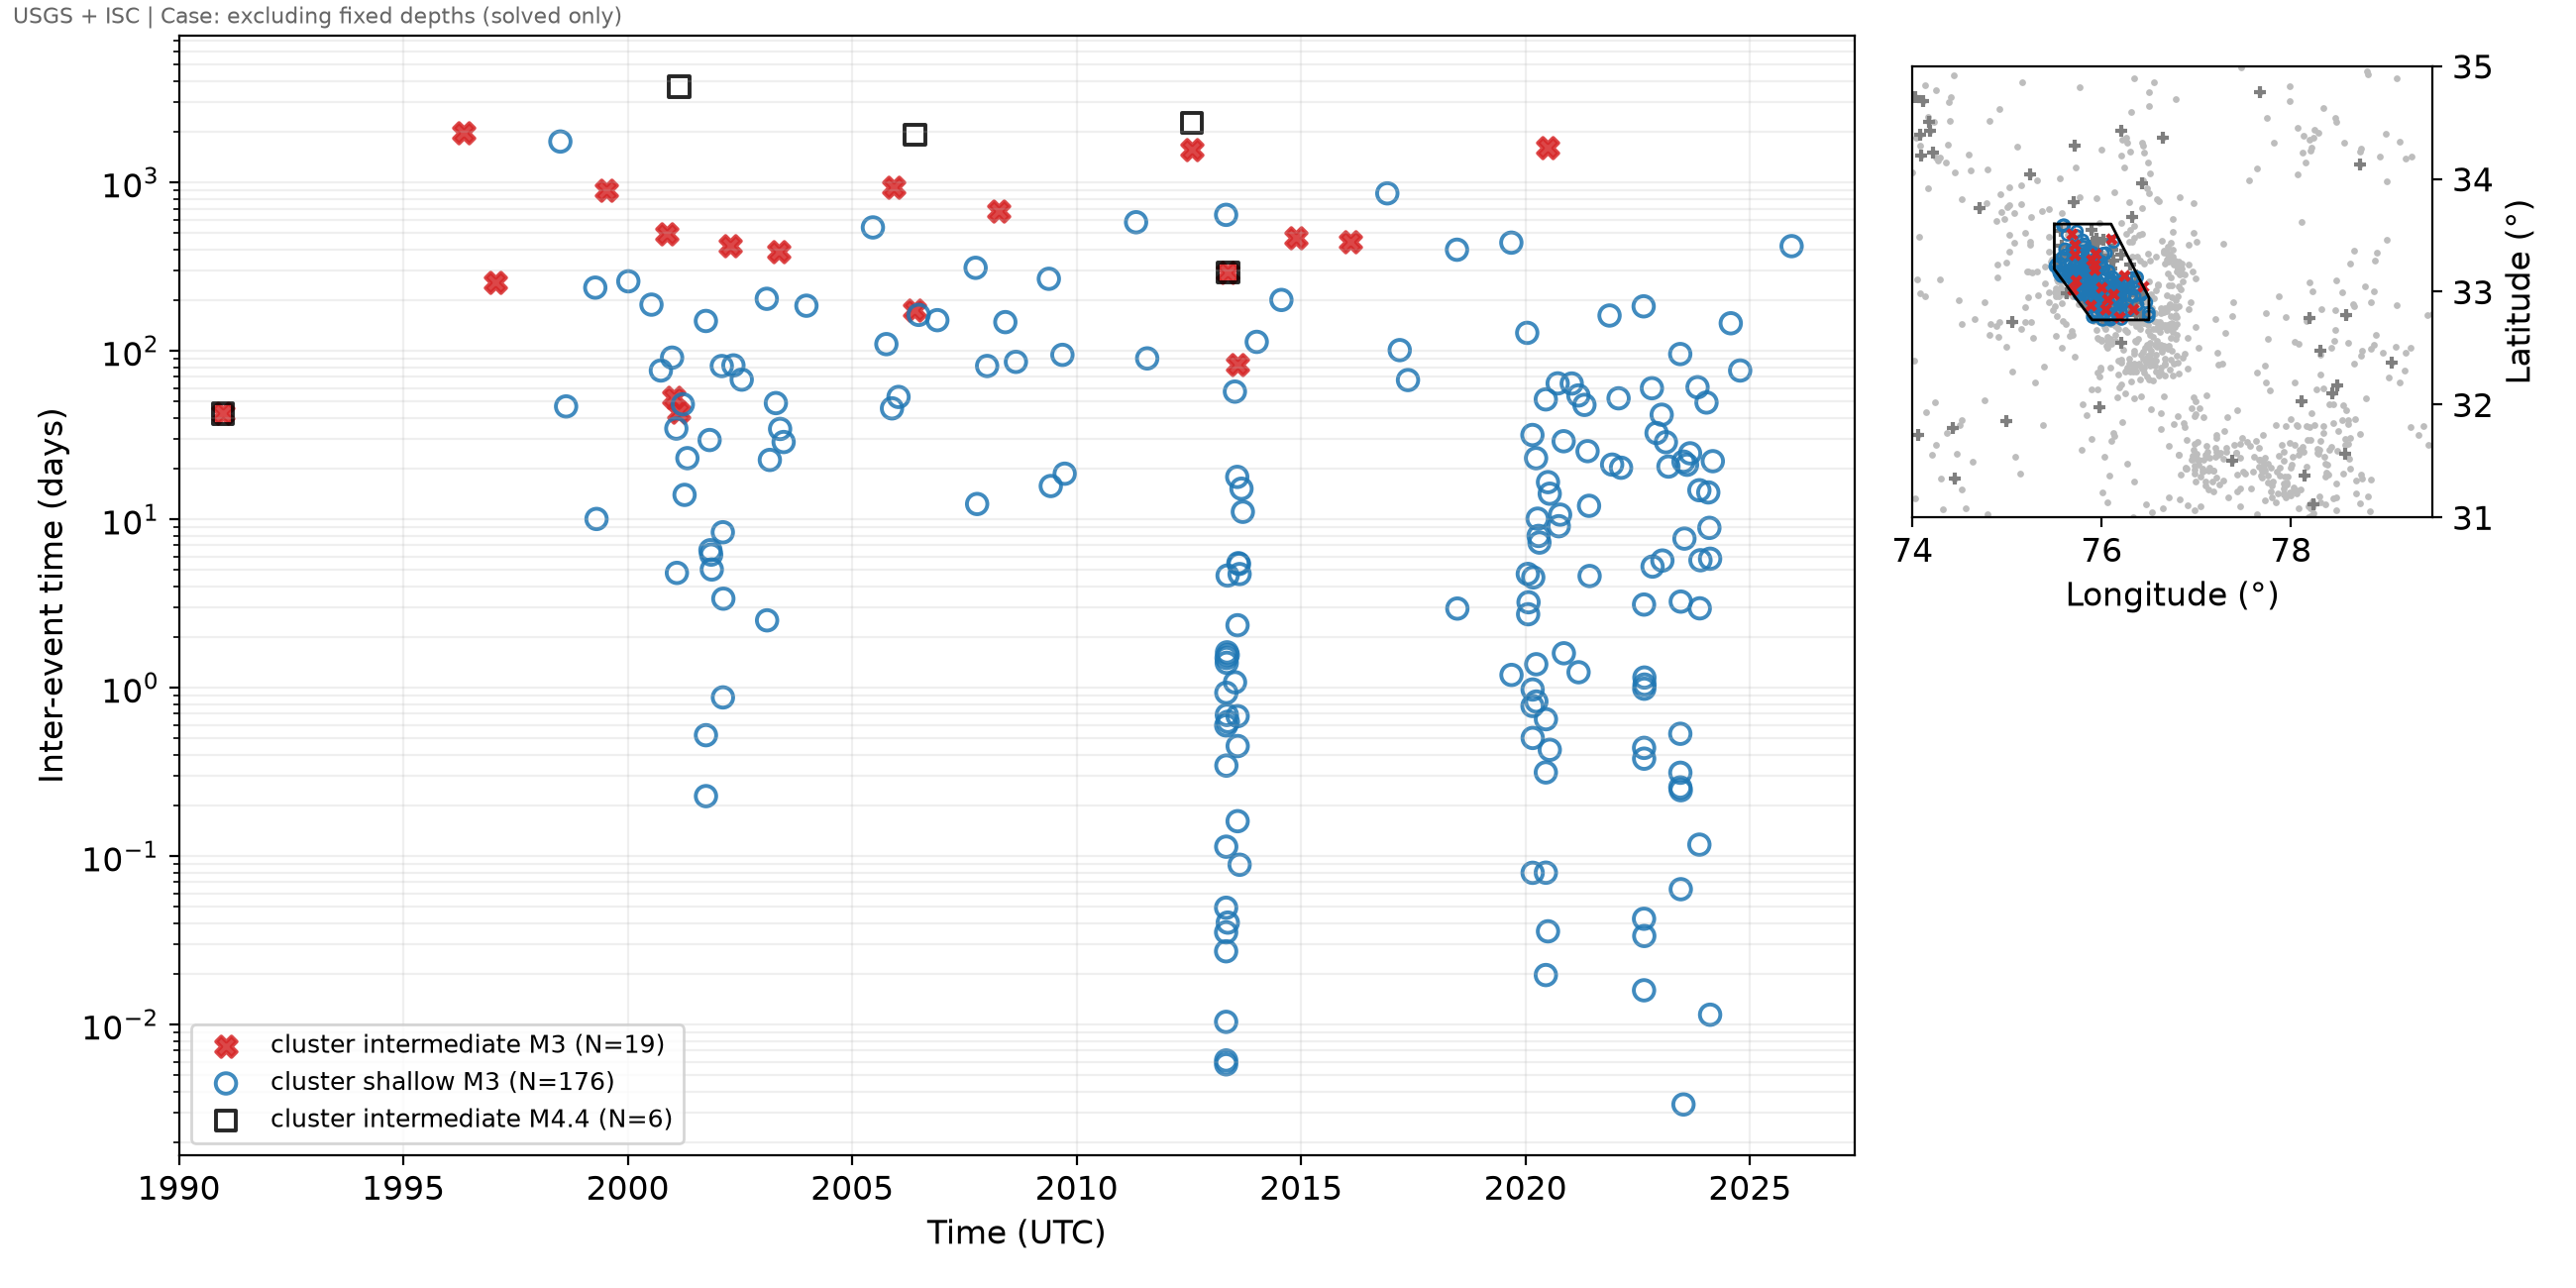 USGS + ISC | Case: excluding fixed depths (solved only)
Inter-event time (days)
10³
10²
10¹
10⁰
10⁻¹
10⁻²
cluster intermediate M3 (N=19)
cluster shallow M3 (N=176)
cluster intermediate M4.4 (N=6)
1990 1995 2000 2005 2010 2015 2020 2025
Time (UTC)
35
34
33
32
31
Latitude (°)
74 76 78
Longitude (°)